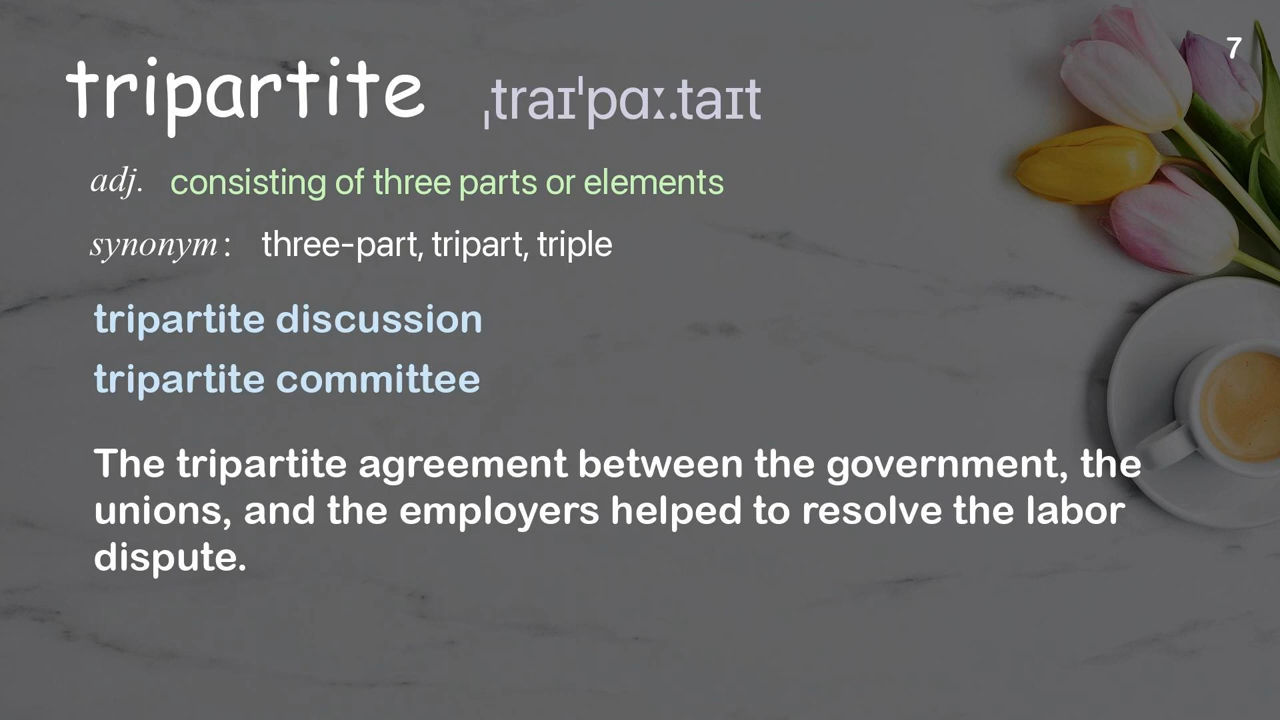 7
tripartite ˌtraɪˈpɑː.taɪt
adj. consisting of three parts or elements
synonym: three-part, tripart, triple
tripartite discussion
tripartite committee
The tripartite agreement between the government, the
unions, and the employers helped to resolve the labor
dispute.